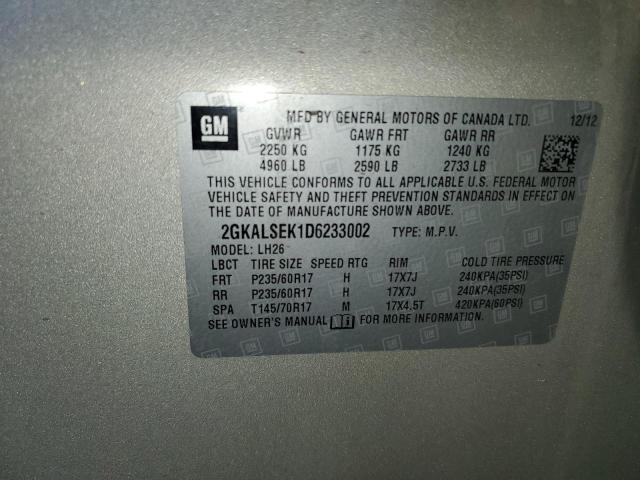 GM
MFD BY GENERAL MOTORS OF CANADA LTD. 12/12
GVWR GAWR FRT GAWR RR
2250 KG 1175 KG 1240 KG
4960 LB 2590 LB 2733 LB
THIS VEHICLE CONFORMS TO ALL APPLICABLE U.S. FEDERAL MOTOR
VEHICLE SAFETY AND THEFT PREVENTION STANDARDS IN EFFECT ON
THE DATE OF MANUFACTURE SHOWN ABOVE.
2GKALSEK1D6233002 TYPE: M.P.V.
MODEL: LH26
LBCT TIRE SIZE SPEED RTG RIM COLD TIRE PRESSURE
FRT P235/60R17 H 17X7J 240KPA(35PSI)
RR P235/60R17 H 17X7J 240KPA(35PSI)
SPA T145/70R17 M 17X4.5T 420KPA(60PSI)
SEE OWNER'S MANUAL FOR MORE INFORMATION.